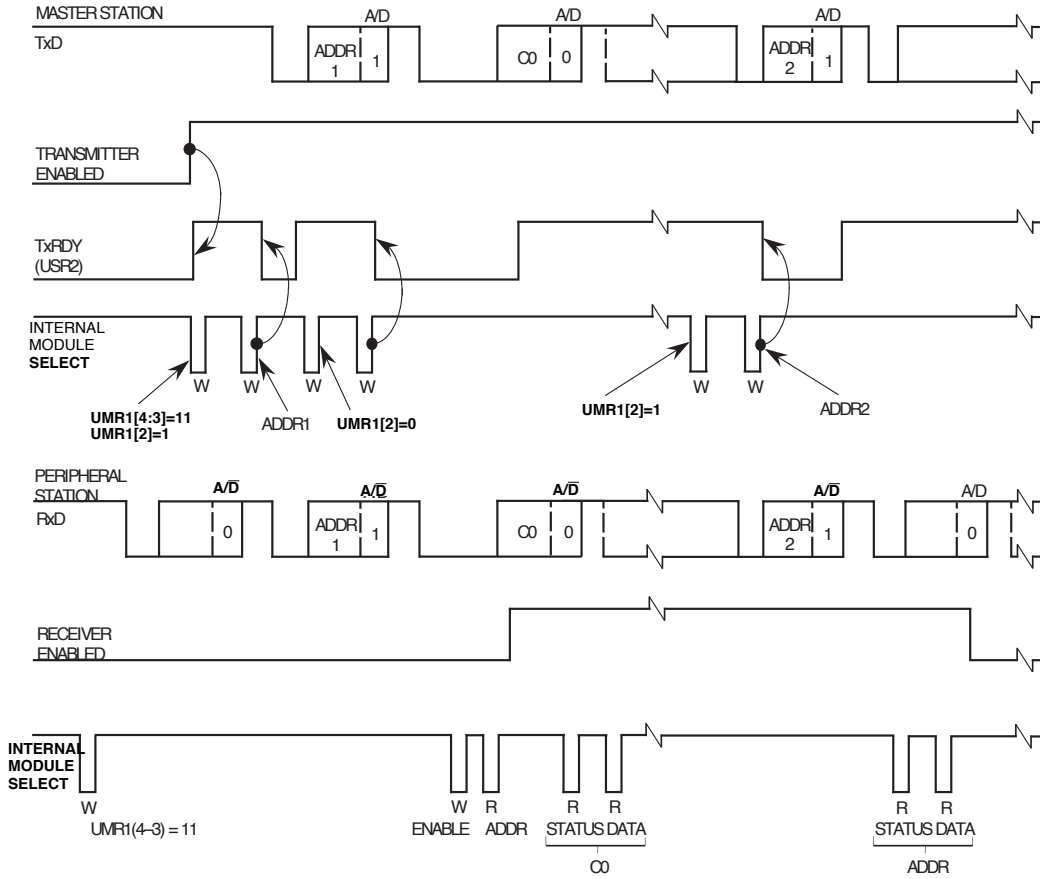 MASTER STATION
A/D
A/D
A/D
TxD
ADDR
1
1
C0
0
ADDR
2
1
TRANSMITTER
ENABLED
TxRDY
(USR2)
INTERNAL
MODULE
SELECT
W
W
W
W
W
W
UMR1[4:3]=11
UMR1[2]=1
ADDR1
UMR1[2]=0
UMR1[2]=1
ADDR2
PERIPHERAL
STATION
A/D̅
A/D̅
A/D̅
A/D̅
A/D
RxD
0
ADDR
1
1
C0
0
ADDR
2
1
0
RECEIVER
ENABLED
INTERNAL
MODULE
SELECT
W
W
R
R
R
R
R
UMR1(4–3) = 11
ENABLE
ADDR
STATUS DATA
STATUS DATA
C0
ADDR